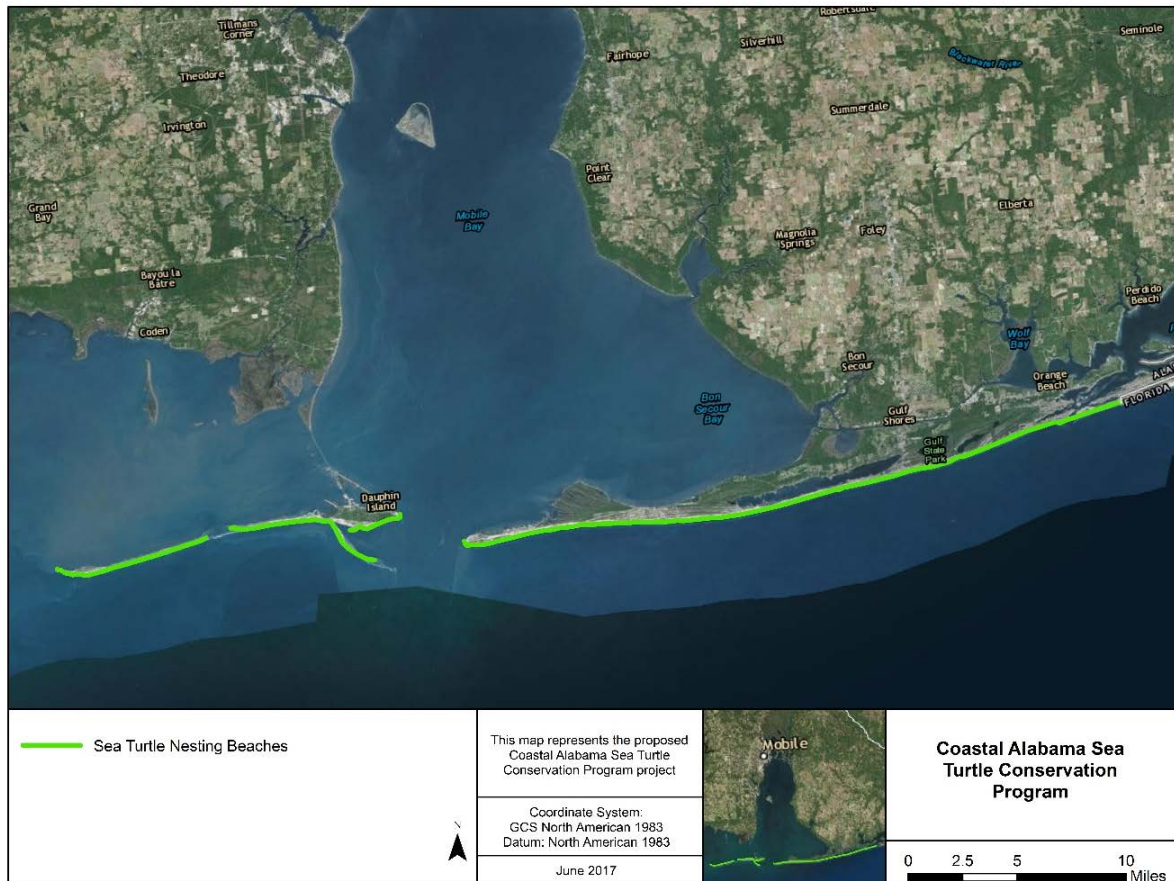 Tillmans
Corner
Theodore
Irvington
Grand
Bay
Bayou la
Batre
Coden
Mobile
Bay
Dauphin
Island
Fairhope
Robertsdale
Silverhill
Seminole
Blackwater River
Summerdale
Point
Clear
Elberta
Magnolia
Springs
Foley
Perdido
Beach
Wolf
Bay
Bon
Secour
Orange
Beach
Bon
Secour
Bay
Gulf
Shores
Gulf
State
Park
FLORIDA
Sea Turtle Nesting Beaches
N
This map represents the proposed
Coastal Alabama Sea Turtle
Conservation Program project
Coordinate System:
GCS North American 1983
Datum: North American 1983
June 2017
Mobile
Coastal Alabama Sea
Turtle Conservation
Program
0 2.5 5 10
Miles